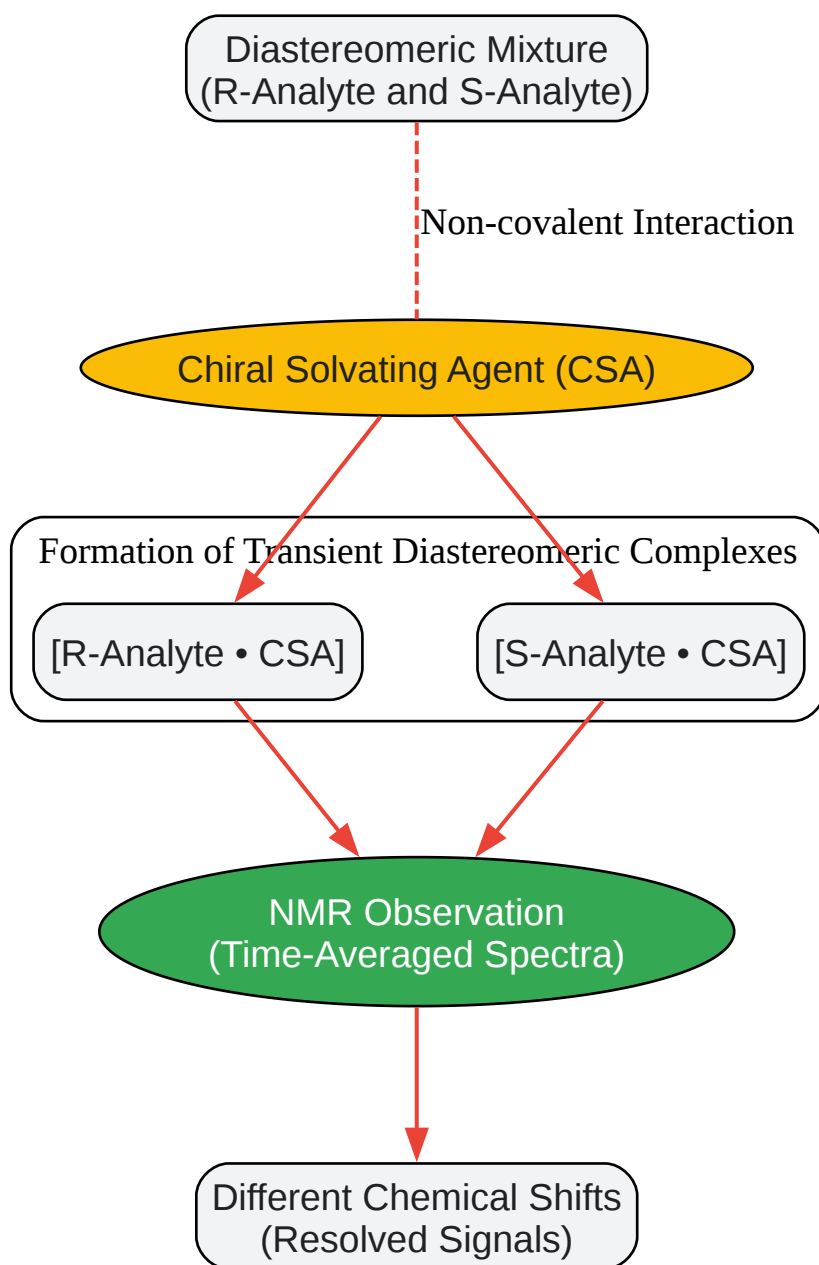 Diastereomeric Mixture
(R-Analyte and S-Analyte)
Non-covalent Interaction
Chiral Solvating Agent (CSA)
Formation of Transient Diastereomeric Complexes
[R-Analyte • CSA]
[S-Analyte • CSA]
NMR Observation
(Time-Averaged Spectra)
Different Chemical Shifts
(Resolved Signals)